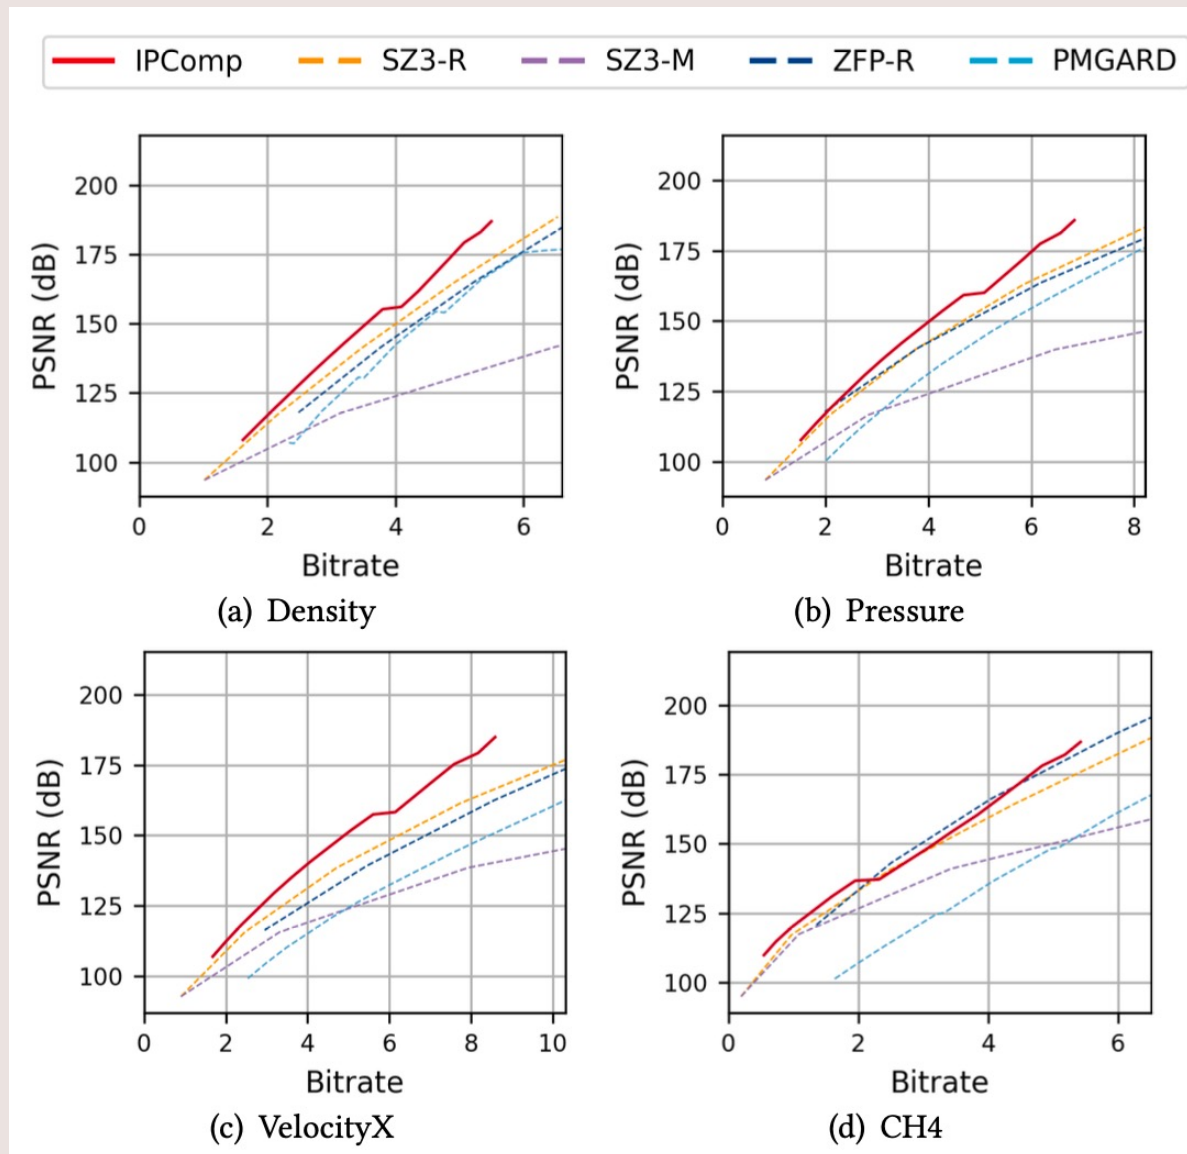 IPComp SZ3-R SZ3-M ZFP-R PMGARD
200
175
150
125
100
PSNR (dB)
0 2 4 6
Bitrate
(a) Density
200
175
150
125
100
PSNR (dB)
0 2 4 6 8
Bitrate
(b) Pressure
200
175
150
125
100
PSNR (dB)
0 2 4 6 8 10
Bitrate
(c) VelocityX
200
175
150
125
100
PSNR (dB)
0 2 4 6
Bitrate
(d) CH4